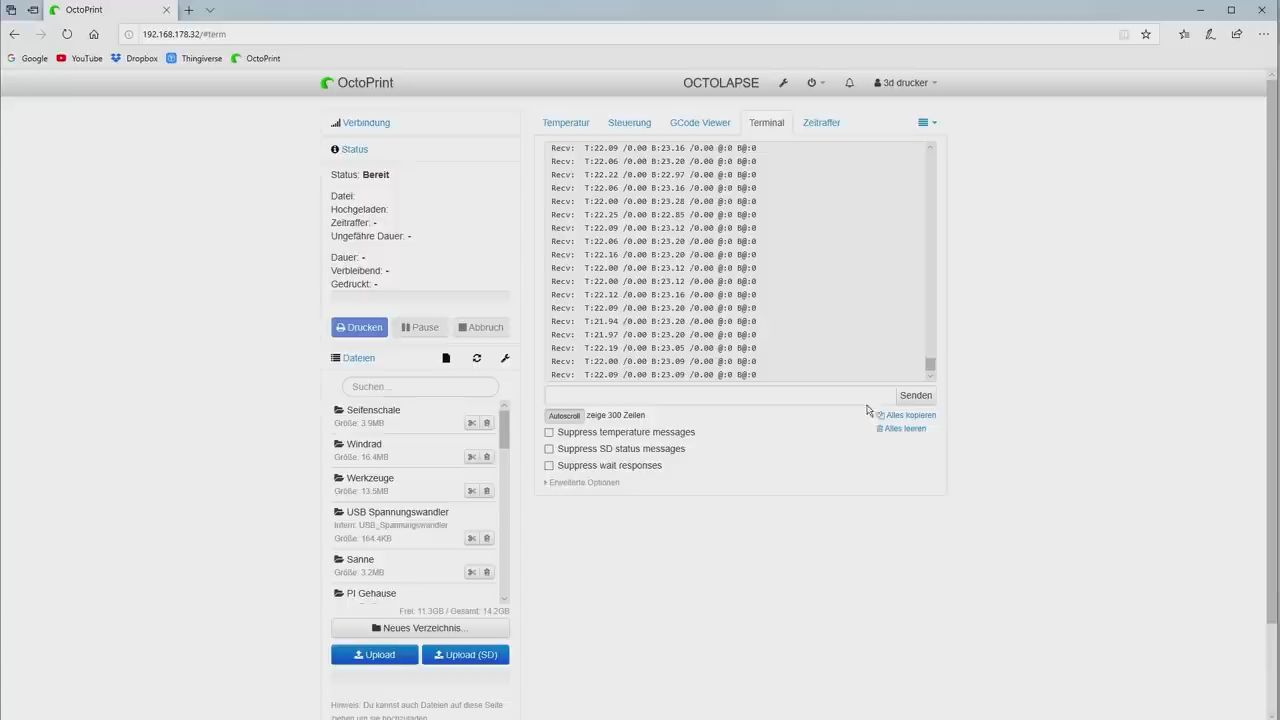 OctoPrint
192.168.178.32/#term
Google YouTube Dropbox Thingiverse OctoPrint
OctoPrint
OCTOLAPSE
3d drucker
Verbindung
Status
Status: Bereit
Datei:
Hochgeladen:
Zeitraffer: -
Ungefähre Dauer: -
Dauer: -
Verbleibend: -
Gedruckt: -
Drucken Pause Abbruch
Dateien
Suchen ...
Seifenschale
Größe: 3.9MB
Windrad
Größe: 16.4MB
Werkzeuge
Größe: 13.5MB
USB Spannungswandler
Intern: USB_Spannungswandler
Größe: 164.4KB
Sanne
Größe: 3.2MB
PI Gehause
Frei: 11.3GB / Gesamt: 14.2GB
Neues Verzeichnis...
Upload Upload (SD)
Hinweis: Du kannst auch Dateien auf diese Seite
ziehen um sie hochzuladen.
Temperatur Steuerung GCode Viewer Terminal Zeitraffer
Recv: T:22.09 /0.00 B:23.16 /0.00 @:0 B@:0
Recv: T:22.06 /0.00 B:23.20 /0.00 @:0 B@:0
Recv: T:22.22 /0.00 B:22.97 /0.00 @:0 B@:0
Recv: T:22.06 /0.00 B:23.16 /0.00 @:0 B@:0
Recv: T:22.00 /0.00 B:23.28 /0.00 @:0 B@:0
Recv: T:22.25 /0.00 B:22.85 /0.00 @:0 B@:0
Recv: T:22.09 /0.00 B:23.12 /0.00 @:0 B@:0
Recv: T:22.06 /0.00 B:23.20 /0.00 @:0 B@:0
Recv: T:22.16 /0.00 B:23.20 /0.00 @:0 B@:0
Recv: T:22.00 /0.00 B:23.12 /0.00 @:0 B@:0
Recv: T:22.00 /0.00 B:23.12 /0.00 @:0 B@:0
Recv: T:22.12 /0.00 B:23.16 /0.00 @:0 B@:0
Recv: T:22.09 /0.00 B:23.20 /0.00 @:0 B@:0
Recv: T:21.94 /0.00 B:23.20 /0.00 @:0 B@:0
Recv: T:21.97 /0.00 B:23.20 /0.00 @:0 B@:0
Recv: T:22.19 /0.00 B:23.05 /0.00 @:0 B@:0
Recv: T:22.00 /0.00 B:23.09 /0.00 @:0 B@:0
Recv: T:22.09 /0.00 B:23.09 /0.00 @:0 B@:0
Senden
Autoscroll zeige 300 Zeilen
Alles kopieren
Alles leeren
Suppress temperature messages
Suppress SD status messages
Suppress wait responses
Erweiterte Optionen